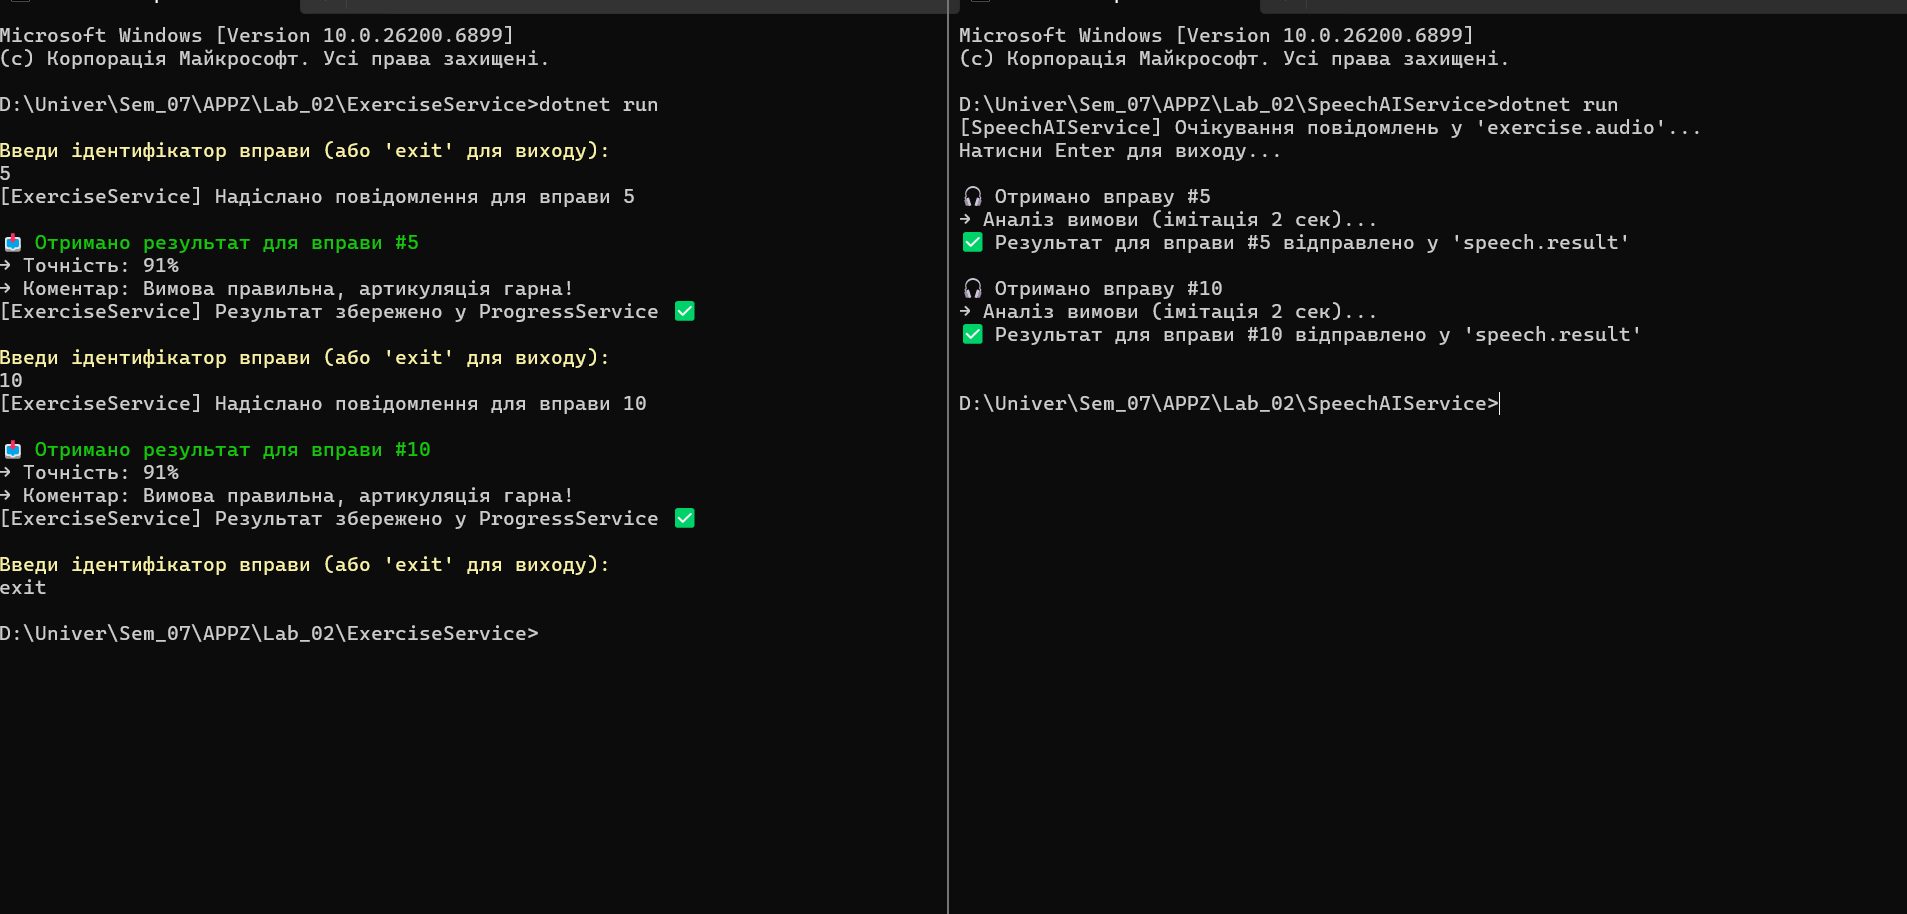 Microsoft Windows [Version 10.0.26200.6899]
(c) Корпорація Майкрософт. Усі права захищені.
D:\Univer\Sem_07\APPZ\Lab_02\ExerciseService>dotnet run
Введи ідентифікатор вправи (або 'exit' для виходу):
5
[ExerciseService] Надіслано повідомлення для вправи 5
📥 Отримано результат для вправи #5
→ Точність: 91%
→ Коментар: Вимова правильна, артикуляція гарна!
[ExerciseService] Результат збережено у ProgressService ✅
Введи ідентифікатор вправи (або 'exit' для виходу):
10
[ExerciseService] Надіслано повідомлення для вправи 10
📥 Отримано результат для вправи #10
→ Точність: 91%
→ Коментар: Вимова правильна, артикуляція гарна!
[ExerciseService] Результат збережено у ProgressService ✅
Введи ідентифікатор вправи (або 'exit' для виходу):
exit
D:\Univer\Sem_07\APPZ\Lab_02\ExerciseService>
Microsoft Windows [Version 10.0.26200.6899]
(c) Корпорація Майкрософт. Усі права захищені.
D:\Univer\Sem_07\APPZ\Lab_02\SpeechAIService>dotnet run
[SpeechAIService] Очікування повідомлень у 'exercise.audio'...
Натисни Enter для виходу...
🎧 Отримано вправу #5
→ Аналіз вимови (імітація 2 сек)...
✅ Результат для вправи #5 відправлено у 'speech.result'
🎧 Отримано вправу #10
→ Аналіз вимови (імітація 2 сек)...
✅ Результат для вправи #10 відправлено у 'speech.result'
D:\Univer\Sem_07\APPZ\Lab_02\SpeechAIService>